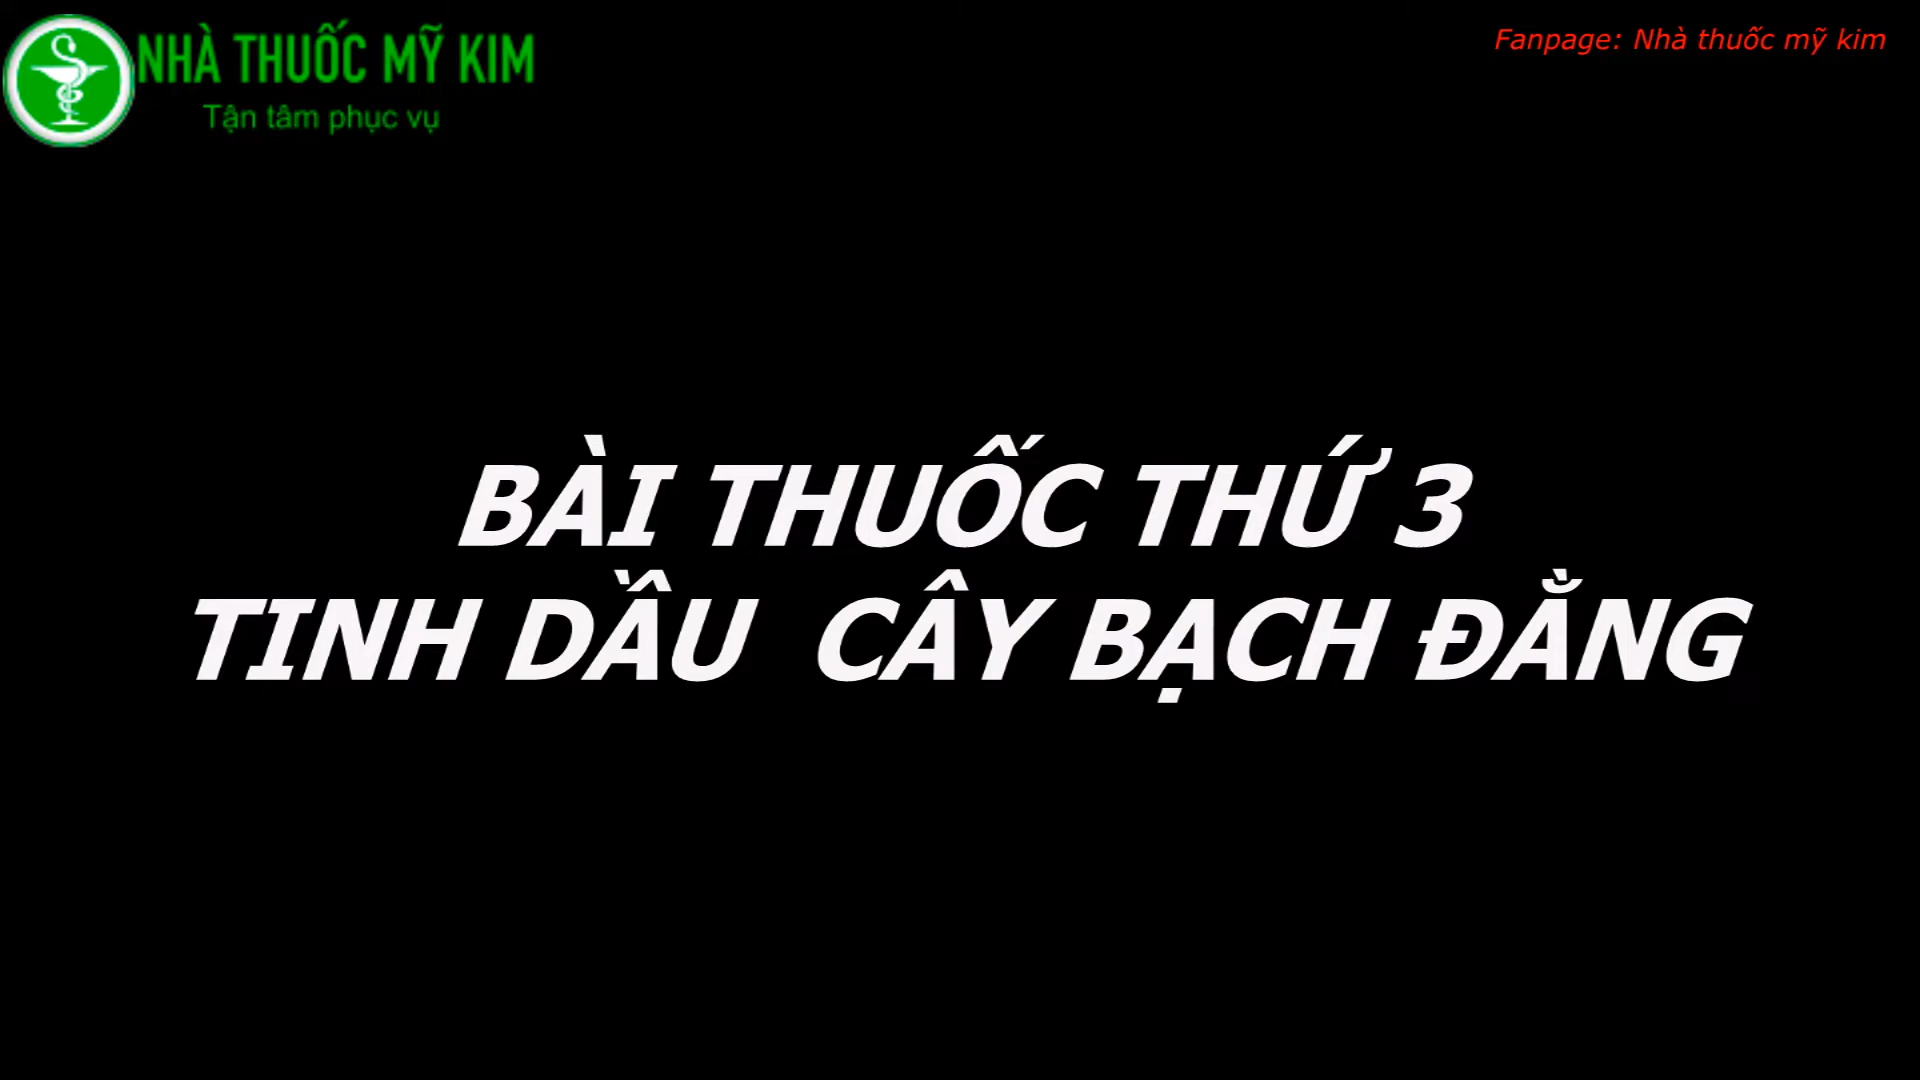 NHÀ THUỐC MỸ KIM
Tận tâm phục vụ
Fanpage: Nhà thuốc mỹ kim
BÀI THUỐC THỨ 3
TINH DẦU CÂY BẠCH ĐẰNG